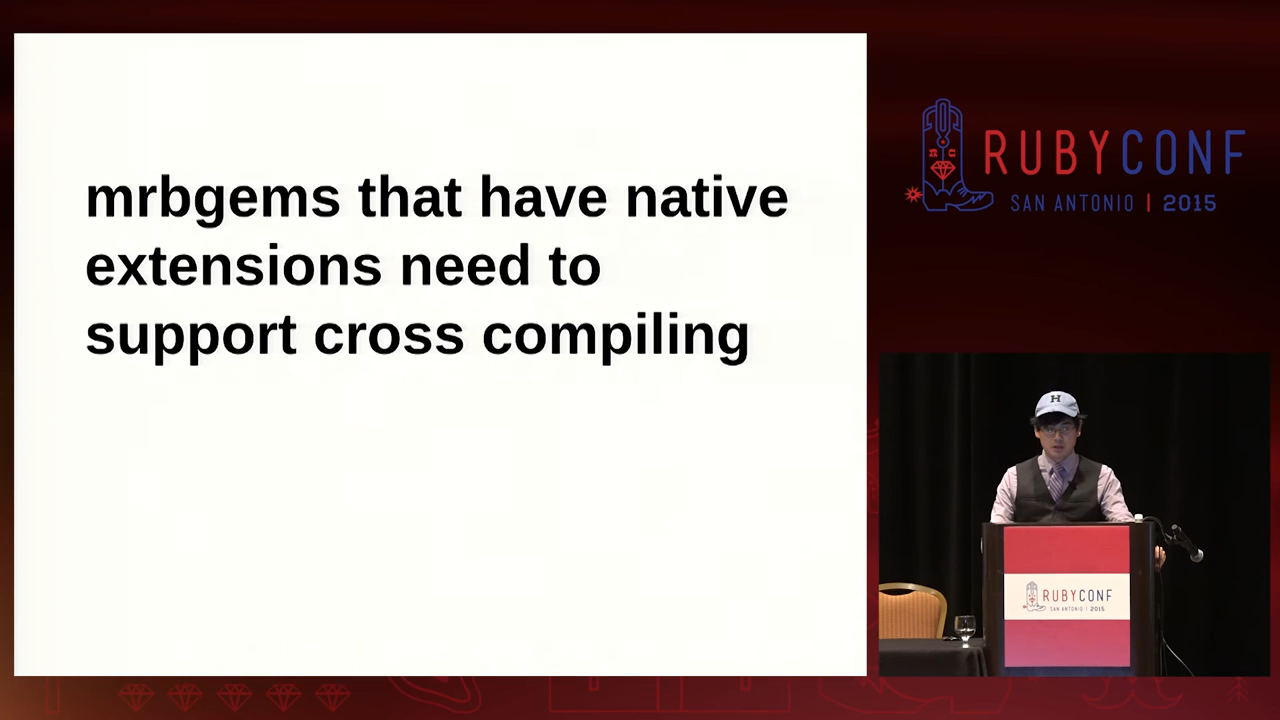 mrbgems that have native
extensions need to
support cross compiling
RUBYCONF
SAN ANTONIO | 2015
H
RUBYCONF
SAN ANTONIO | 2015